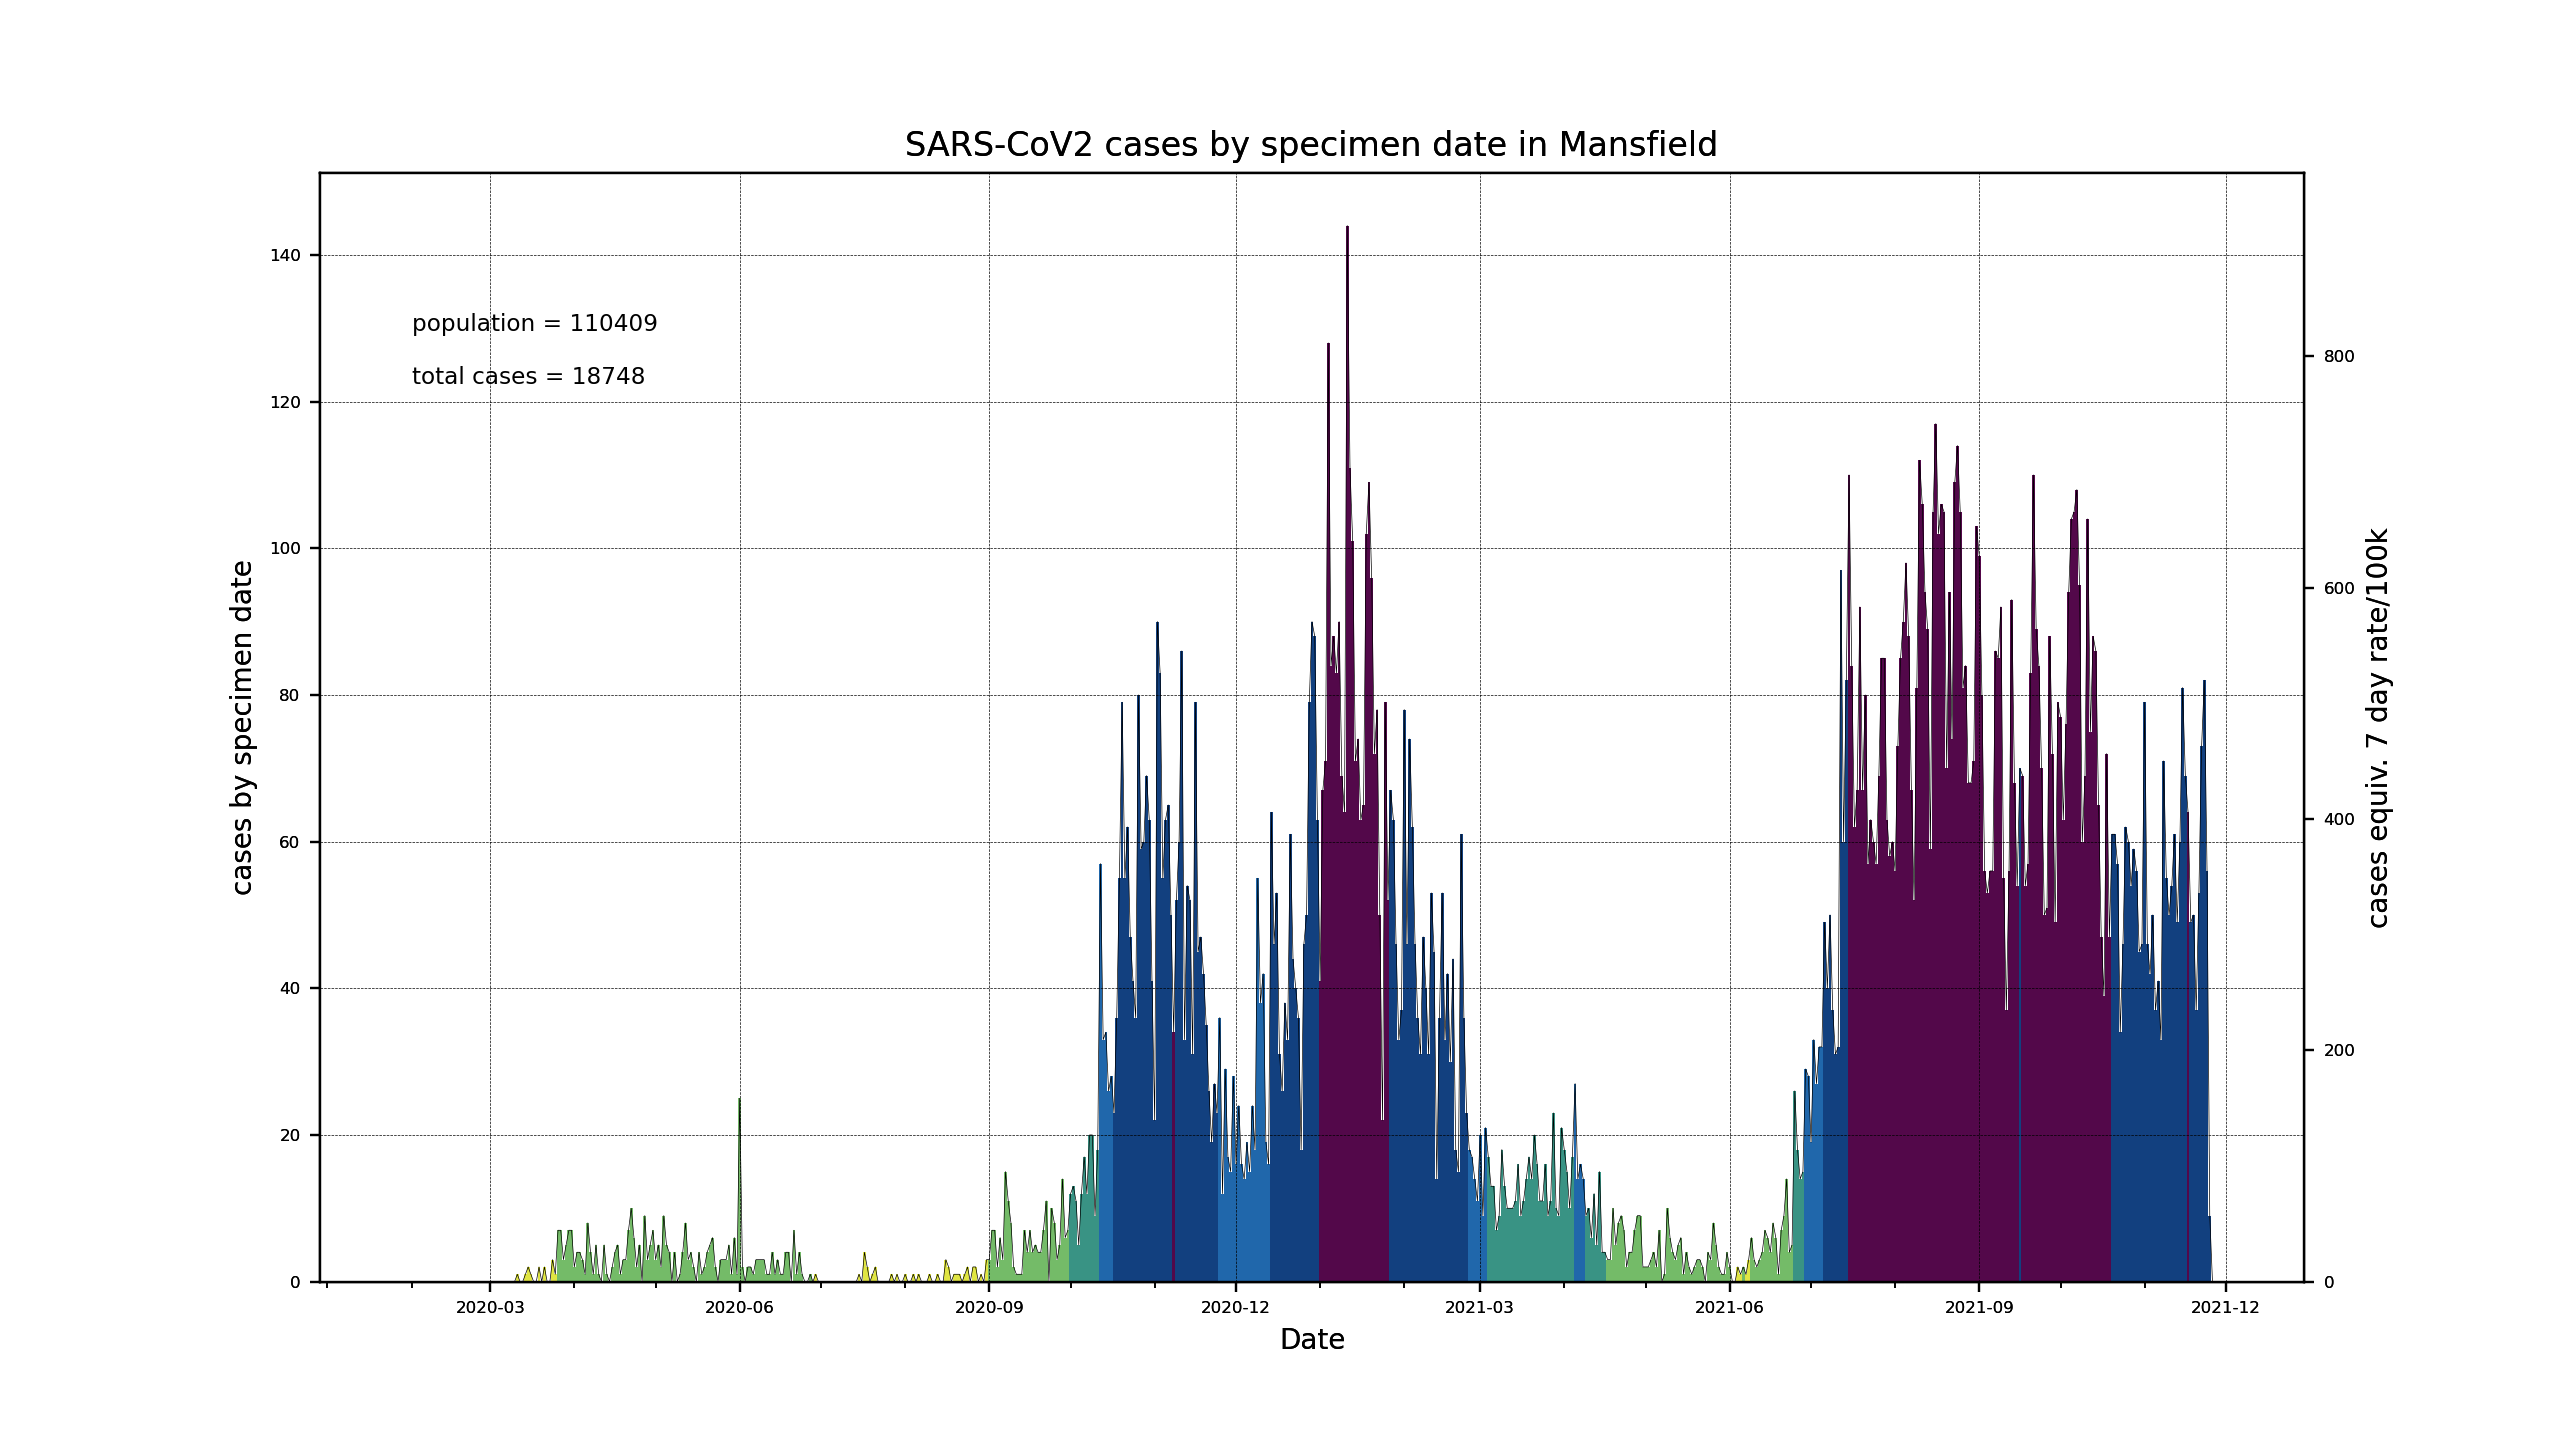 SARS-CoV2 cases by specimen date in Mansfield
population = 110409
total cases = 18748
cases by specimen date
140
120
100
80
60
40
20
0
800
600
400
200
0
cases equiv. 7 day rate/100k
2020-03 2020-06 2020-09 2020-12 2021-03 2021-06 2021-09 2021-12
Date